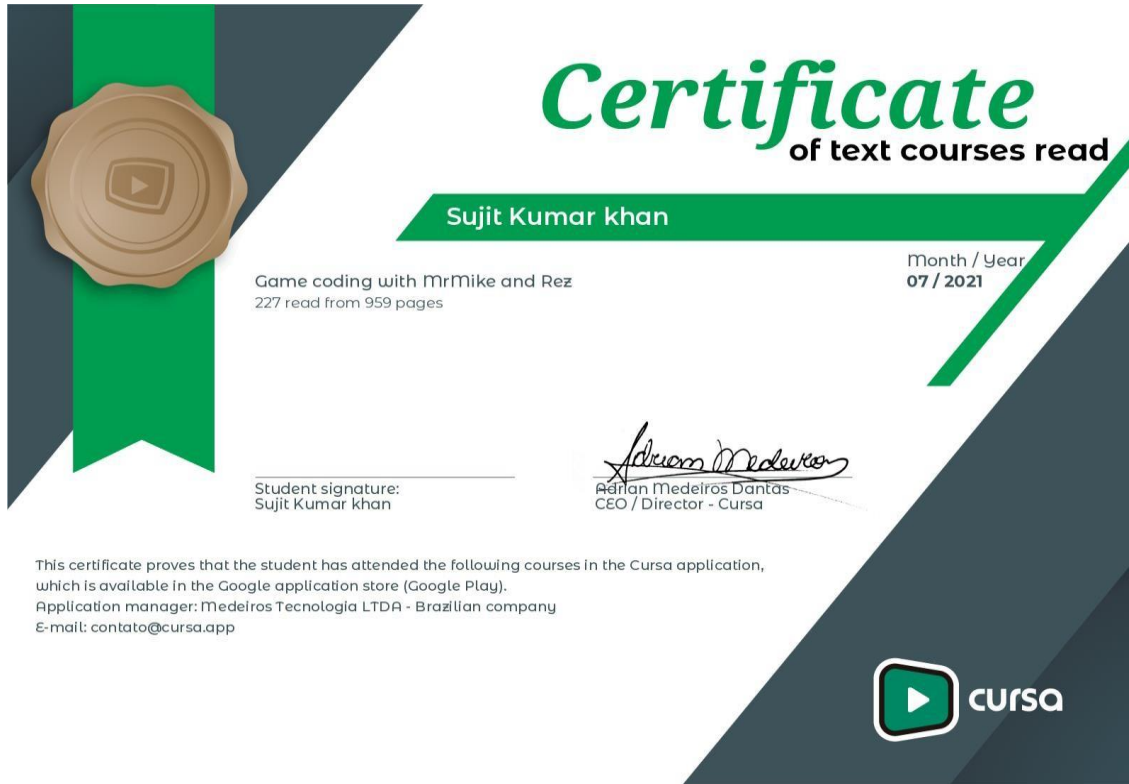 Certificate
of text courses read
Sujit Kumar khan
Month / Year
07 / 2021
Game coding with MrMike and Rez
227 read from 959 pages
Adrian Medeiros
Student signature:
Sujit Kumar khan
Adrian Medeiros Dantas
CEO / Director - Cursa
This certificate proves that the student has attended the following courses in the Cursa application,
which is available in the Google application store (Google Play).
Application manager: Medeiros Tecnologia LTDA - Brazilian company
E-mail: contato@cursa.app
cursa